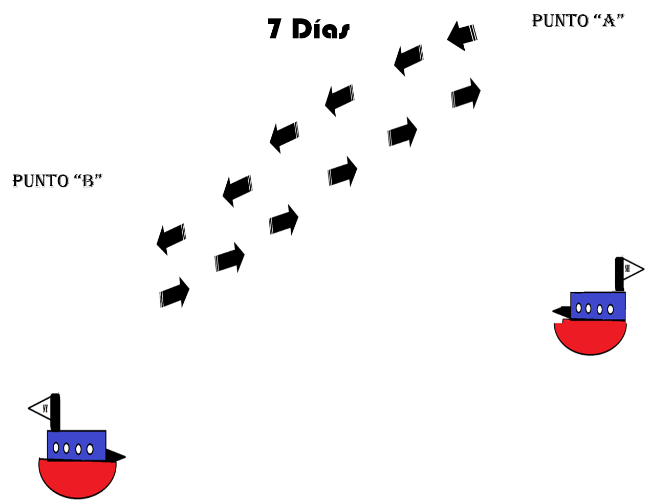 7 Días
PUNTO “A”
PUNTO “B”